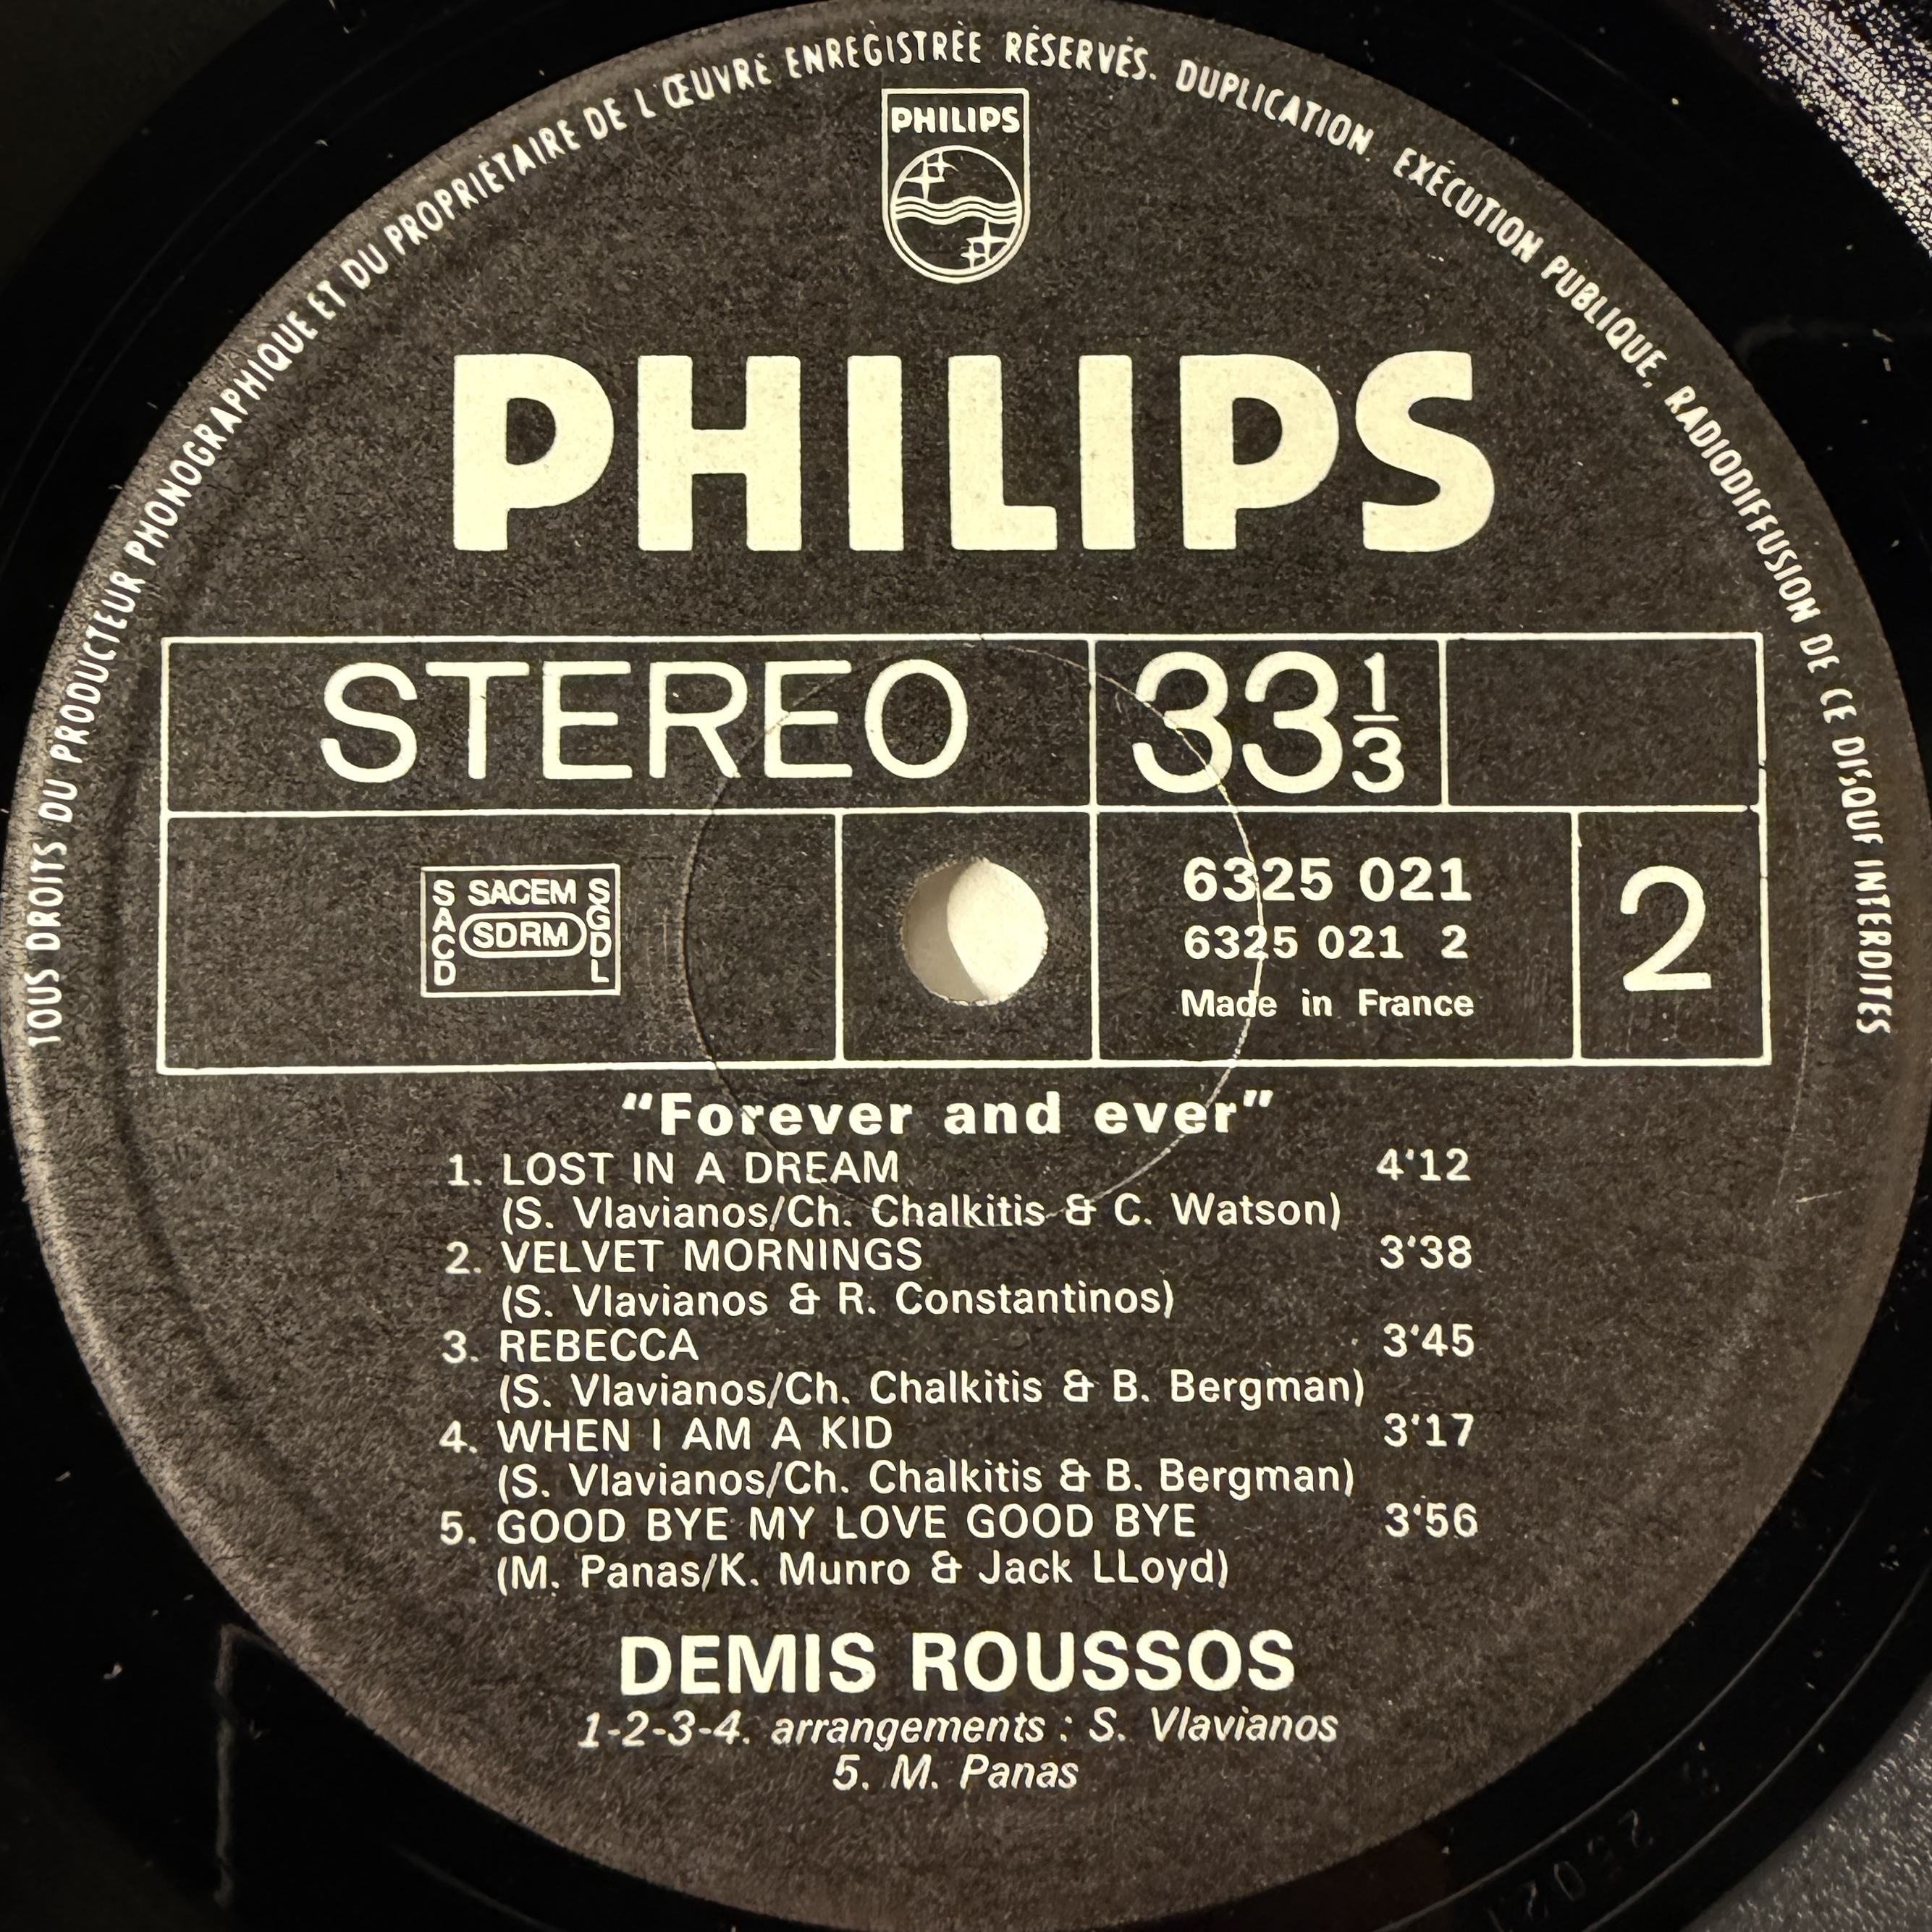 TOUS DROITS DU PRODUCTEUR PHONOGRAPHIQUE ET DU PROPRIÉTAIRE DE L'ŒUVRE ENREGISTRÉE RÉSERVÉS. DUPLICATION. EXÉCUTION PUBLIQUE, RADIODIFFUSION DE CE DISQUE INTERDITES
PHILIPS
PHILIPS
STEREO 33 1/3
SACD SACEM SGDL
SDRM
6325 021
6325 021 2
Made in France
2
"Forever and ever"
1. LOST IN A DREAM 4'12
(S. Vlavianos/Ch. Chalkitis & C. Watson)
2. VELVET MORNINGS 3'38
(S. Vlavianos & R. Constantinos)
3. REBECCA 3'45
(S. Vlavianos/Ch. Chalkitis & B. Bergman)
4. WHEN I AM A KID 3'17
(S. Vlavianos/Ch. Chalkitis & B. Bergman)
5. GOOD BYE MY LOVE GOOD BYE 3'56
(M. Panas/K. Munro & Jack LLoyd)
DEMIS ROUSSOS
1-2-3-4. arrangements : S. Vlavianos
5. M. Panas